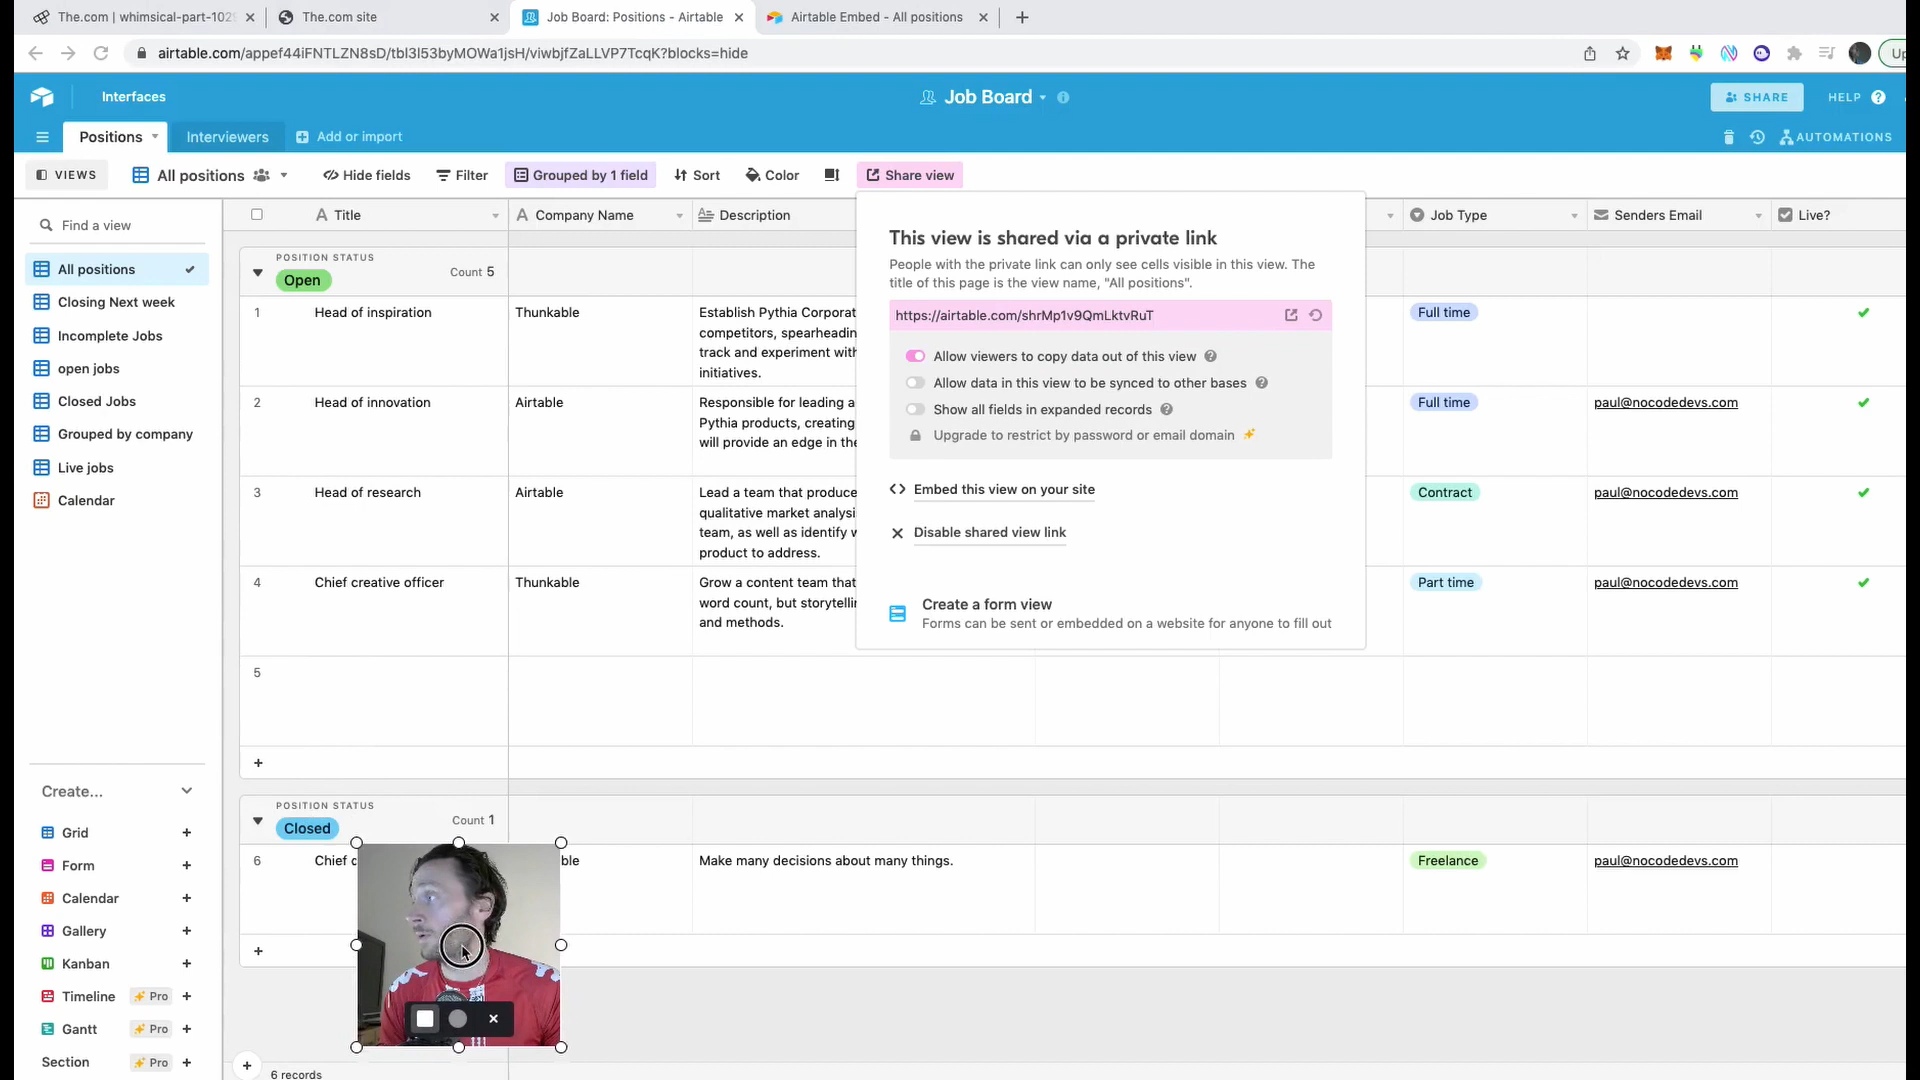 The.com | whimsical-part-1029
The.com site
Job Board: Positions - Airtable
Airtable Embed - All positions
airtable.com/appef44iFNTLZN8sD/tbl3l53byMOWa1jsH/viwbjfZaLLVP7TcqK?blocks=hide
Interfaces
Job Board
SHARE
HELP
Positions
Interviewers
Add or import
AUTOMATIONS
VIEWS
All positions
Hide fields
Filter
Grouped by 1 field
Sort
Color
Share view
Find a view
All positions
Closing Next week
Incomplete Jobs
open jobs
Closed Jobs
Grouped by company
Live jobs
Calendar
Create...
Grid
Form
Calendar
Gallery
Kanban
Timeline Pro
Gantt Pro
Section Pro
Title
Company Name
Description
Job Type
Senders Email
Live?
POSITION STATUS
Open
Count 5
1
Head of inspiration
Thunkable
Establish Pythia Corporat
competitors, spearheadin
track and experiment with
initiatives.
Full time
2
Head of innovation
Airtable
Responsible for leading a
Pythia products, creating
will provide an edge in the
Full time
paul@nocodedevs.com
3
Head of research
Airtable
Lead a team that produce
qualitative market analysi
team, as well as identify w
product to address.
Contract
paul@nocodedevs.com
4
Chief creative officer
Thunkable
Grow a content team that
word count, but storytellin
and methods.
Part time
paul@nocodedevs.com
5
This view is shared via a private link
People with the private link can only see cells visible in this view. The
title of this page is the view name, "All positions".
https://airtable.com/shrMp1v9QmLktvRuT
Allow viewers to copy data out of this view
Allow data in this view to be synced to other bases
Show all fields in expanded records
Upgrade to restrict by password or email domain
Embed this view on your site
Disable shared view link
Create a form view
Forms can be sent or embedded on a website for anyone to fill out
POSITION STATUS
Closed
Count 1
6
Chief
ble
Make many decisions about many things.
Freelance
paul@nocodedevs.com
6 records